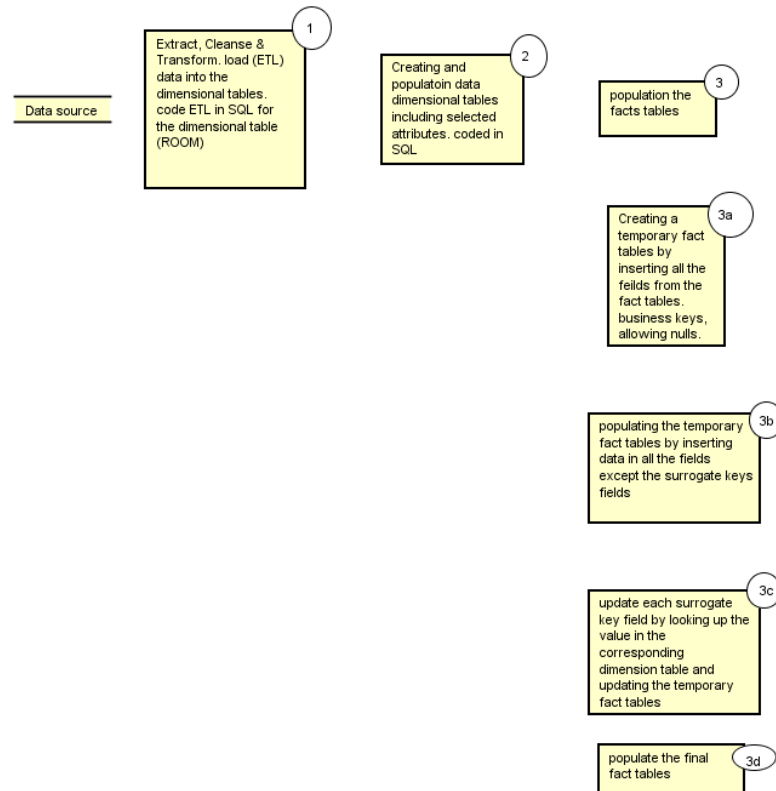 Data source
1
Extract, Cleanse &
Transform. load (ETL)
data into the
dimensional tables.
code ETL in SQL for
the dimensional table
(ROOM)
2
Creating and
populatoin data
dimensional tables
including selected
attributes. coded in
SQL
3
population the
facts tables
3a
Creating a
temporary fact
tables by
inserting all the
feilds from the
fact tables.
business keys,
allowing nulls.
3b
populating the temporary
fact tables by inserting
data in all the fields
except the surrogate keys
fields
3c
update each surrogate
key field by looking up the
value in the
corresponding
dimension table and
updating the temporary
fact tables
3d
populate the final
fact tables